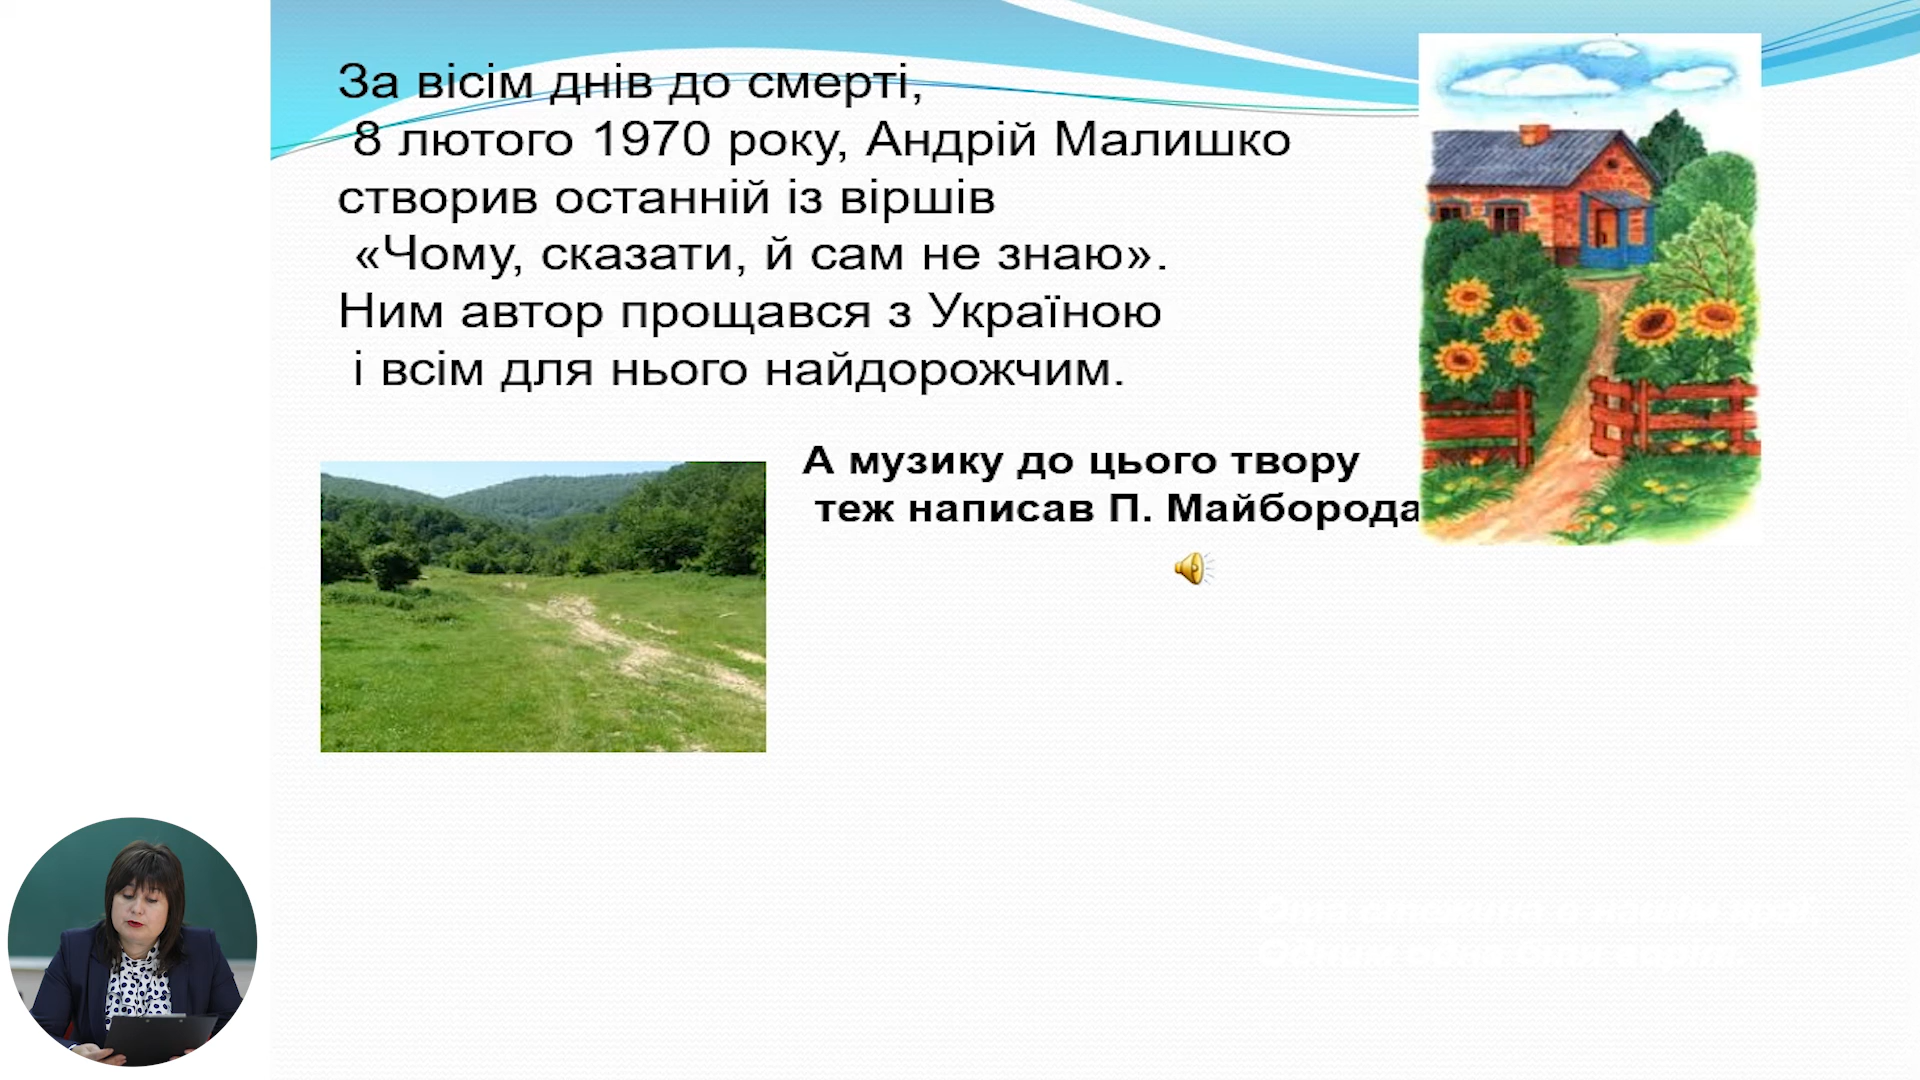 За вісім днів до смерті,
8 лютого 1970 року, Андрій Малишко
створив останній із віршів
«Чому, сказати, й сам не знаю».
Ним автор прощався з Україною
і всім для нього найдорожчим.
А музику до цього твору
теж написав П. Майборода